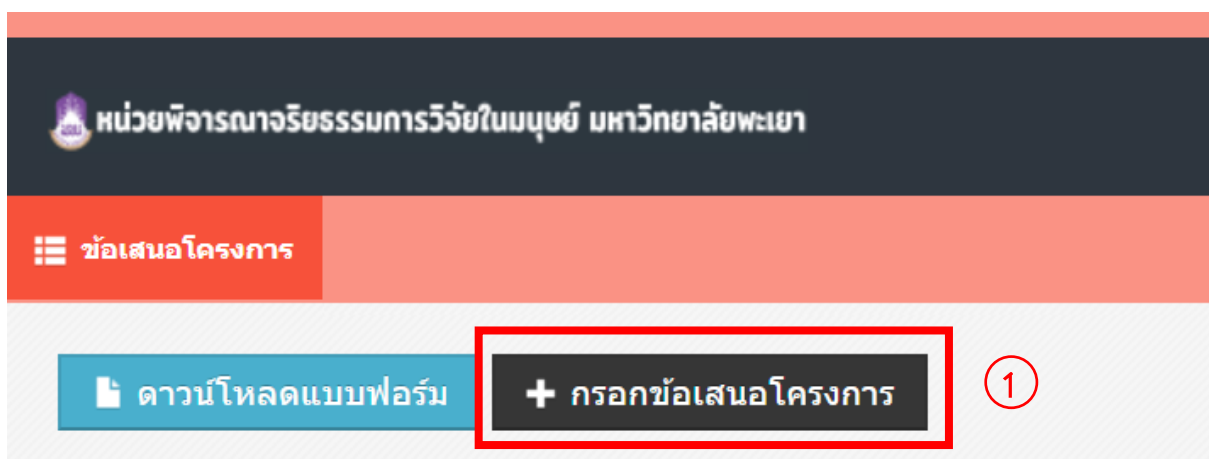 หน่วยพิจารณาจริยธรรมการวิจัยในมนุษย์ มหาวิทยาลัยพะเยา
ข้อเสนอโครงการ
ดาวน์โหลดแบบฟอร์ม + กรอกข้อเสนอโครงการ 1